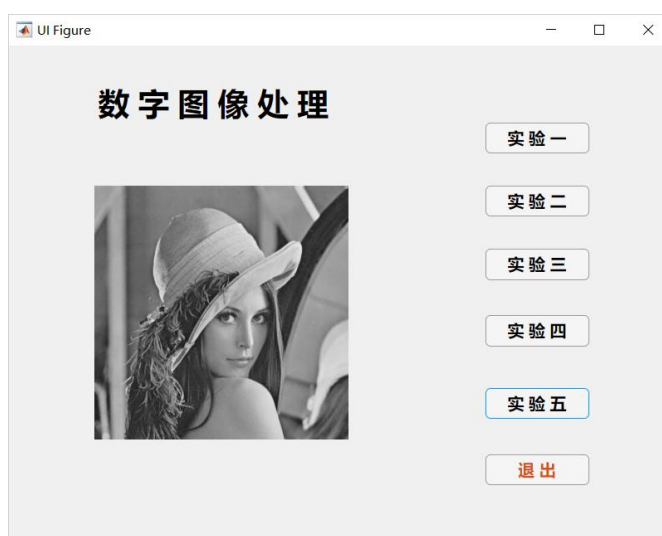 UI Figure
数字图像处理
实验一
实验二
实验三
实验四
实验五
退出